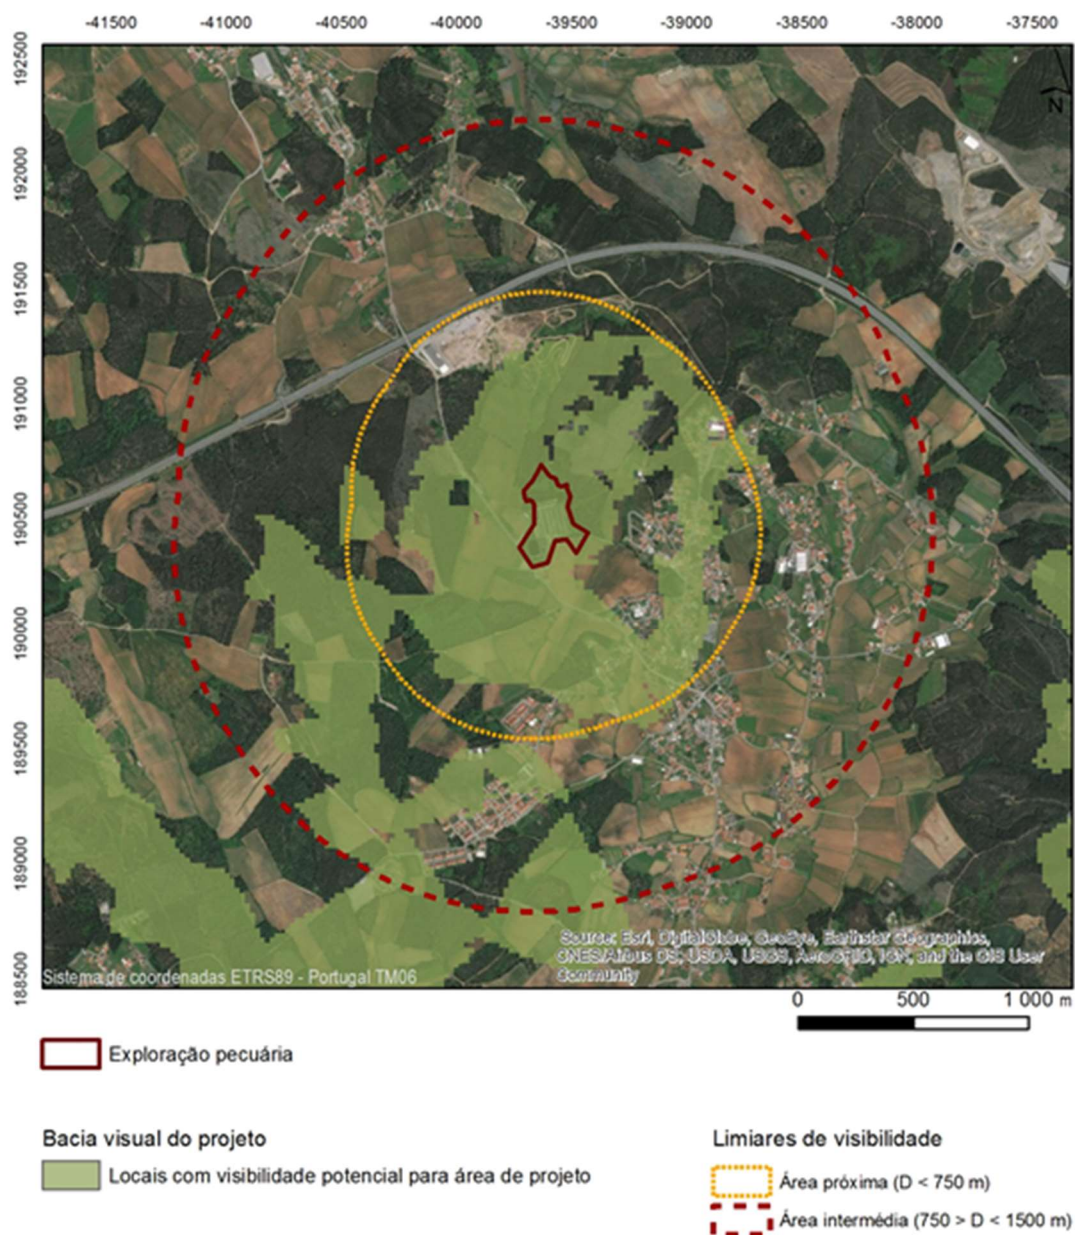 -41500 -41000 -40500 -40000 -39500 -39000 -38500 -38000 -37500
192500
192000
191500
191000
190500
190000
189500
189000
188500
N
Source: Esri, DigitalGlobe, GeoEye, Earthstar Geographics,
CNES/Airbus DS, USDA, USGS, AeroGRID, IGN, and the GIS User
Community
Sistema de coordenadas ETRS89 - Portugal TM06
0 500 1 000 m
Exploração pecuária
Bacia visual do projeto
Locais com visibilidade potencial para área de projeto
Limiares de visibilidade
Área próxima (D < 750 m)
Área intermédia (750 > D < 1500 m)